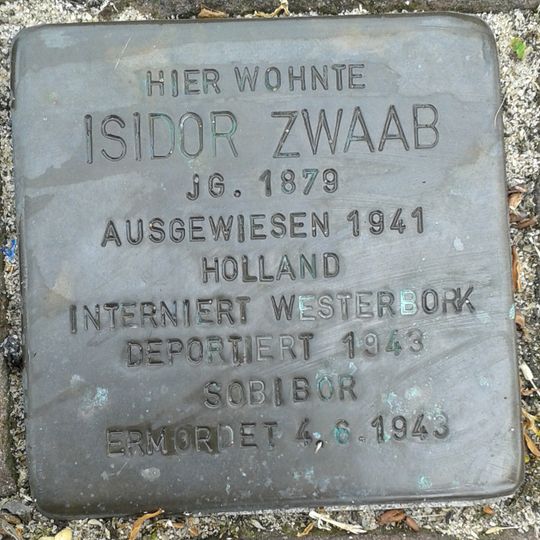 HIER WOHNTE
ISIDOR ZWAAB
JG. 1879
AUSGEWIESEN 1941
HOLLAND
INTERNIERT WESTERBORK
DEPORTIERT 1943
SOBIBOR
ERMORDET 4.6.1943